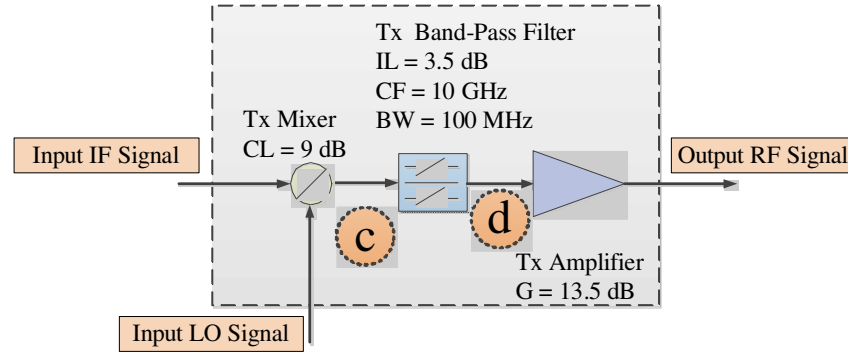 Tx Band-Pass Filter
IL = 3.5 dB
CF = 10 GHz
BW = 100 MHz
Tx Mixer
CL = 9 dB
Input IF Signal
Output RF Signal
c
d
Tx Amplifier
G = 13.5 dB
Input LO Signal